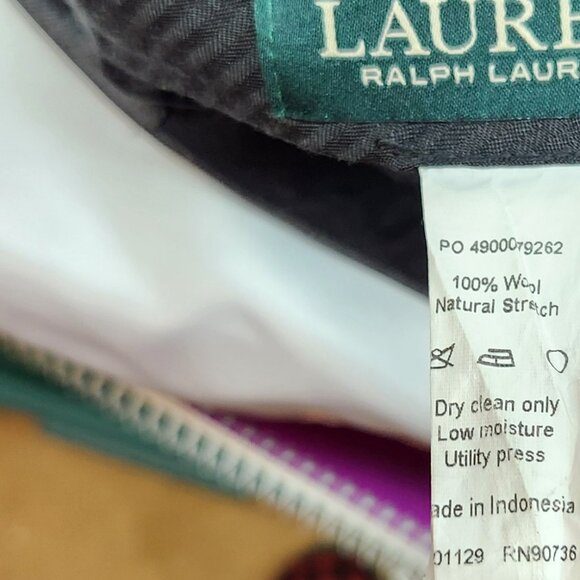 LAURE
RALPH LAUR
PO 4900079262
100% Wool
Natural Stretch
Dry clean only
Low moisture
Utility press
ade in Indonesia
01129 RN90736